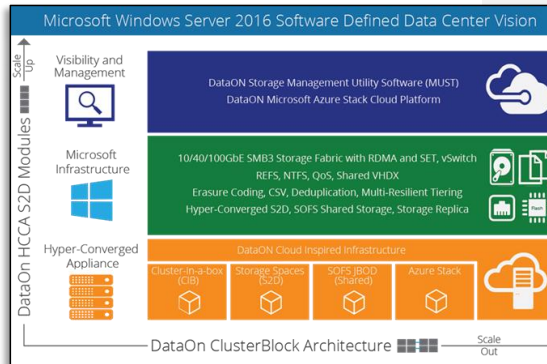 Microsoft Windows Server 2016 Software Defined Data Center Vision
Scale
Up
DataOn HCCA S2D Modules
Visibility and
Management
DataON Storage Management Utility Software (MUST)
DataON Microsoft Azure Stack Cloud Platform
Microsoft
Infrastructure
10/40/100GbE SMB3 Storage Fabric with RDMA and SET, vSwitch
REFS, NTFS, QoS, Shared VHDX
Erasure Coding, CSV, Deduplication, Multi-Resilient Tiering
Hyper-Converged S2D, SOFS Shared Storage, Storage Replica
Hyper-Converged
Appliance
DataON Cloud Inspired Infrastructure
Cluster-in-a-box
(CIB)
Storage Spaces
(S2D)
SOFS JBOD
(Shared)
Azure Stack
DataOn ClusterBlock Architecture
Scale
Out